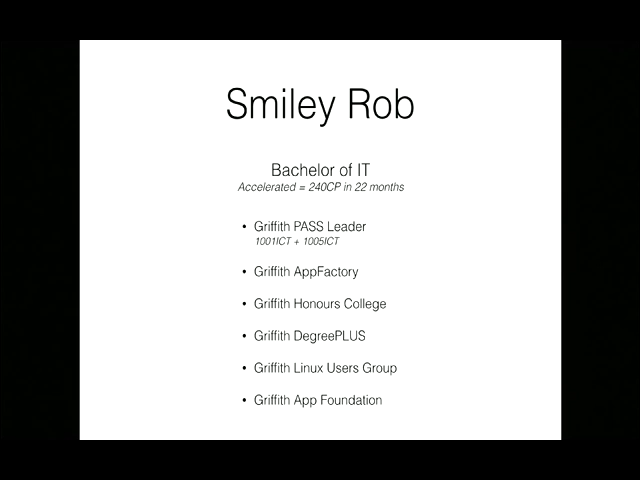 Smiley Rob
Bachelor of IT
Accelerated = 240CP in 22 months
• Griffith PASS Leader
1001ICT + 1005ICT
• Griffith AppFactory
• Griffith Honours College
• Griffith DegreePLUS
• Griffith Linux Users Group
• Griffith App Foundation